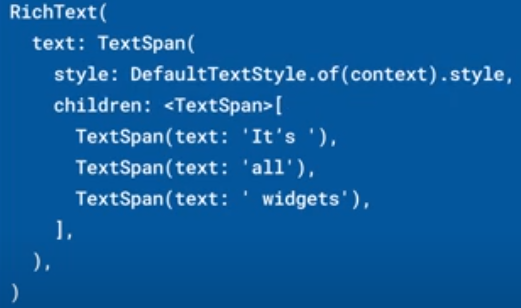 RichText(
  text: TextSpan(
    style: DefaultTextStyle.of(context).style,
    children: <TextSpan>[
      TextSpan(text: 'It's '),
      TextSpan(text: 'all'),
      TextSpan(text: ' widgets'),
    ],
  ),
)